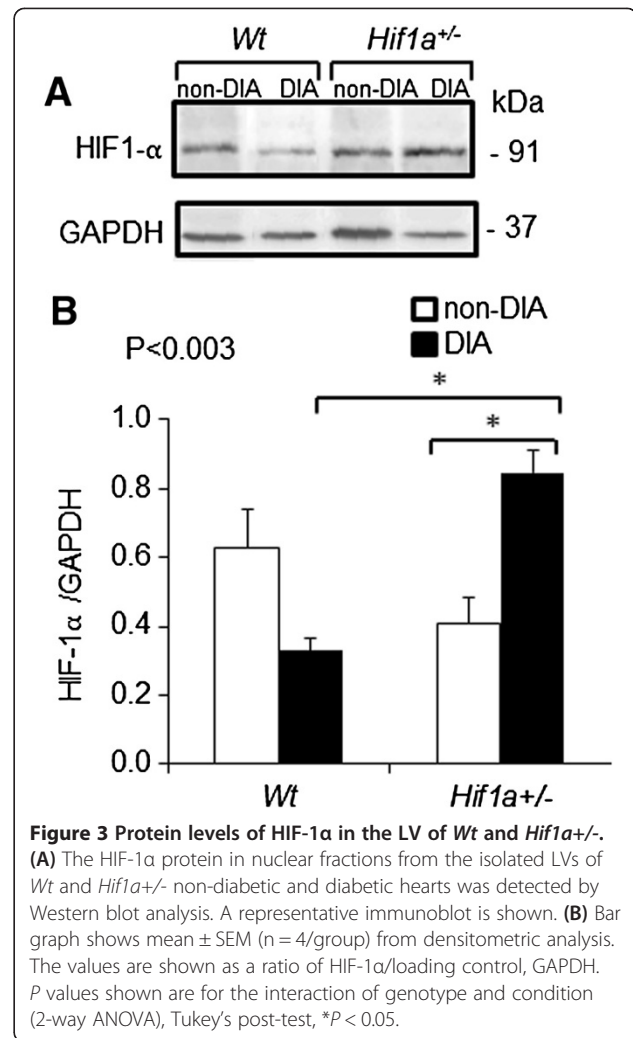 Wt Hif1a+/-
A non-DIA DIA non-DIA DIA kDa
HIF1-α - 91
GAPDH - 37
B non-DIA
DIA
P<0.003
*
*
1.0
0.8
0.6
0.4
0.2
0.0
HIF-1α /GAPDH
Wt Hif1a+/-
Figure 3 Protein levels of HIF-1α in the LV of Wt and Hif1a+/-.
(A) The HIF-1α protein in nuclear fractions from the isolated LVs of
Wt and Hif1a+/- non-diabetic and diabetic hearts was detected by
Western blot analysis. A representative immunoblot is shown. (B) Bar
graph shows mean ± SEM (n = 4/group) from densitometric analysis.
The values are shown as a ratio of HIF-1α/loading control, GAPDH.
P values shown are for the interaction of genotype and condition
(2-way ANOVA), Tukey's post-test, *P < 0.05.